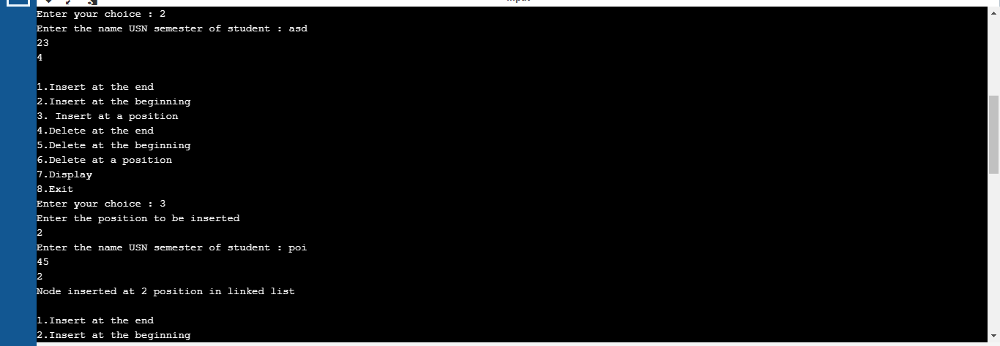 Enter your choice : 2
Enter the name USN semester of student : asd
23
4
1.Insert at the end
2.Insert at the beginning
3. Insert at a position
4.Delete at the end
5.Delete at the beginning
6.Delete at a position
7.Display
8.Exit
Enter your choice : 3
Enter the position to be inserted
2
Enter the name USN semester of student : poi
45
2
Node inserted at 2 position in linked list
1.Insert at the end
2.Insert at the beginning